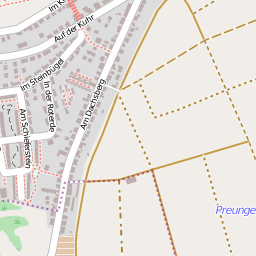 Im K
Auf der Kuhr
Im Steinbügel
In der Roterde
Am Dachsberg
Am Schieferstein
Preunge